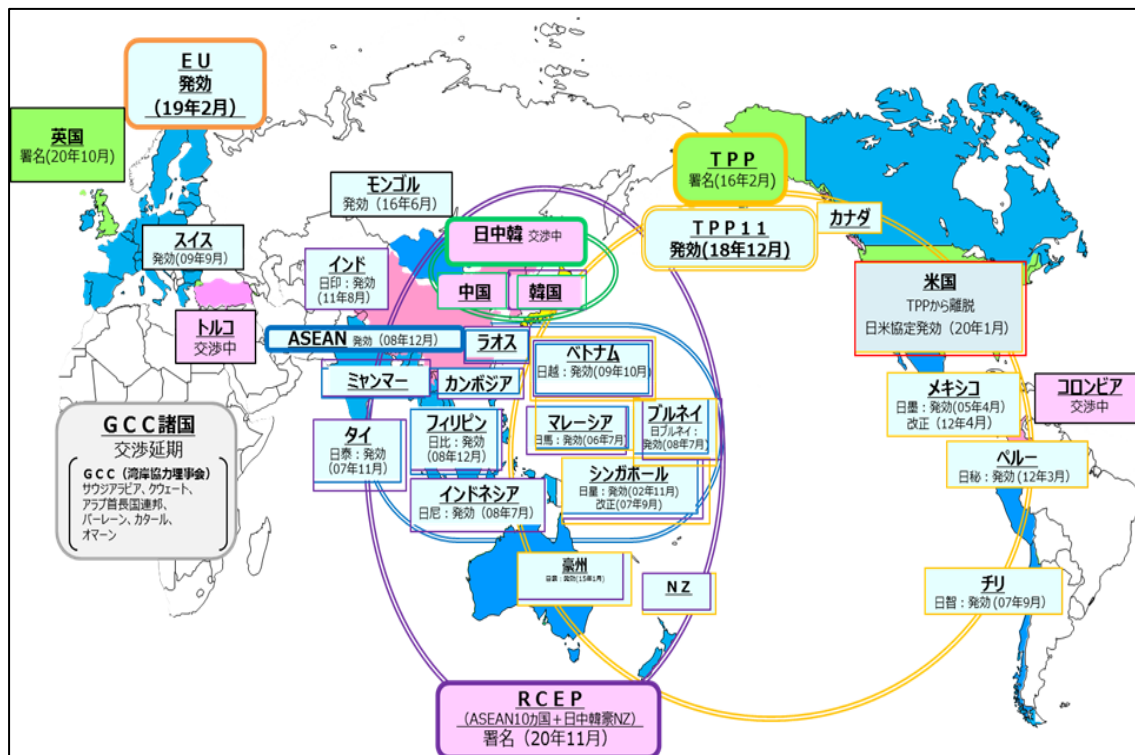 ＥＵ
発効
(19年2月)
英国
署名(20年10月)
ＴＰＰ
署名(16年2月)
モンゴル
発効（16年6月）
カナダ
ＴＰＰ１１
発効(18年12月)
日中韓 交渉中
スイス
発効(09年9月)
インド
日印：発効
(11年8月)
中国
韓国
米国
TPPから離脱
日米協定発効（20年1月）
トルコ
交渉中
ASEAN 発効（08年12月）
ラオス
ベトナム
日越：発効(09年10月)
ミャンマー
カンボジア
メキシコ
日墨：発効(05年4月)
改正（12年4月）
コロンビア
交渉中
ＧＣＣ諸国
交渉延期
ＧＣＣ（湾岸協力理事会）
サウジアラビア、クウェート、
アラブ首長国連邦、
バーレーン、カタール、
オマーン
タイ
日泰：発効
(07年11月)
フィリピン
日比：発効
(08年12月)
マレーシア
日馬：発効(06年7月)
ブルネイ
日ブルネイ：
発効(08年7月)
ペルー
日秘：発効(12年3月)
シンガポール
日星：発効(02年11月)
改正(07年9月)
インドネシア
日尼：発効（08年7月）
豪州
日豪：発効(15年1月)
ＮＺ
チリ
日智：発効(07年9月)
ＲＣＥＰ
（ASEAN10カ国＋日中韓豪NZ）
署名（20年11月）